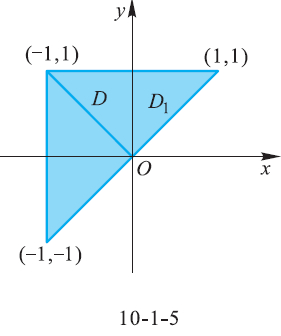 y
(−1,1)
(1,1)
D
D₁
O
x
(−1,−1)
10-1-5